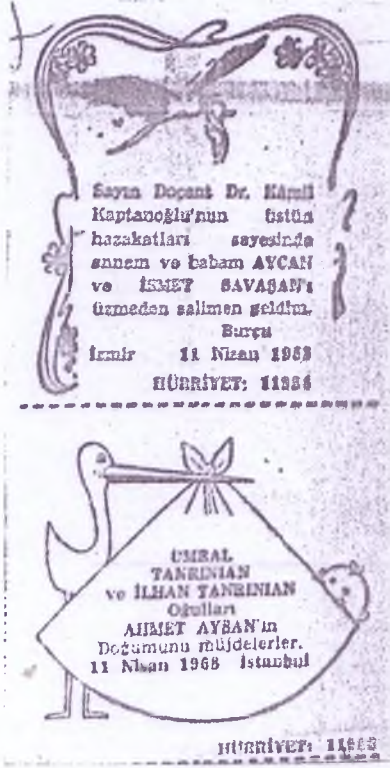 Sayın Doçent Dr. Kâmil
Kaptanoğlu'nun üstün
hazakatları sayesinde
annem ve babam AYCAN
ve İSMET SAVAŞAN'ı
üzmeden salimen geldim.
Burçu
İzmir 11 Nisan 1968
HÜRRİYET:
ÜMRAL
TANRINIAN
ve İLHAN TANRINIAN
Oğulları
AHMET AYBAN'ın
Doğumunu müjdelerler.
11 Nisan 1968 İstanbul
HÜRRİYET: